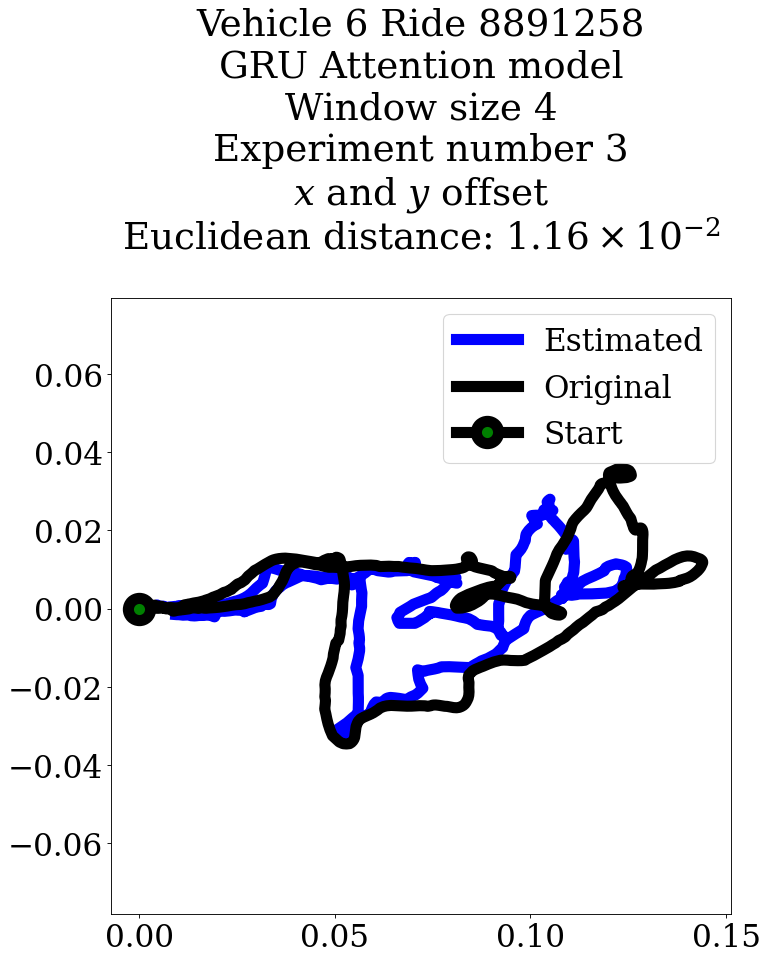 Vehicle 6 Ride 8891258
GRU Attention model
Window size 4
Experiment number 3
x and y offset
Euclidean distance: 1.16 × 10⁻²
Estimated
Original
Start
0.06
0.04
0.02
0.00
−0.02
−0.04
−0.06
0.00 0.05 0.10 0.15